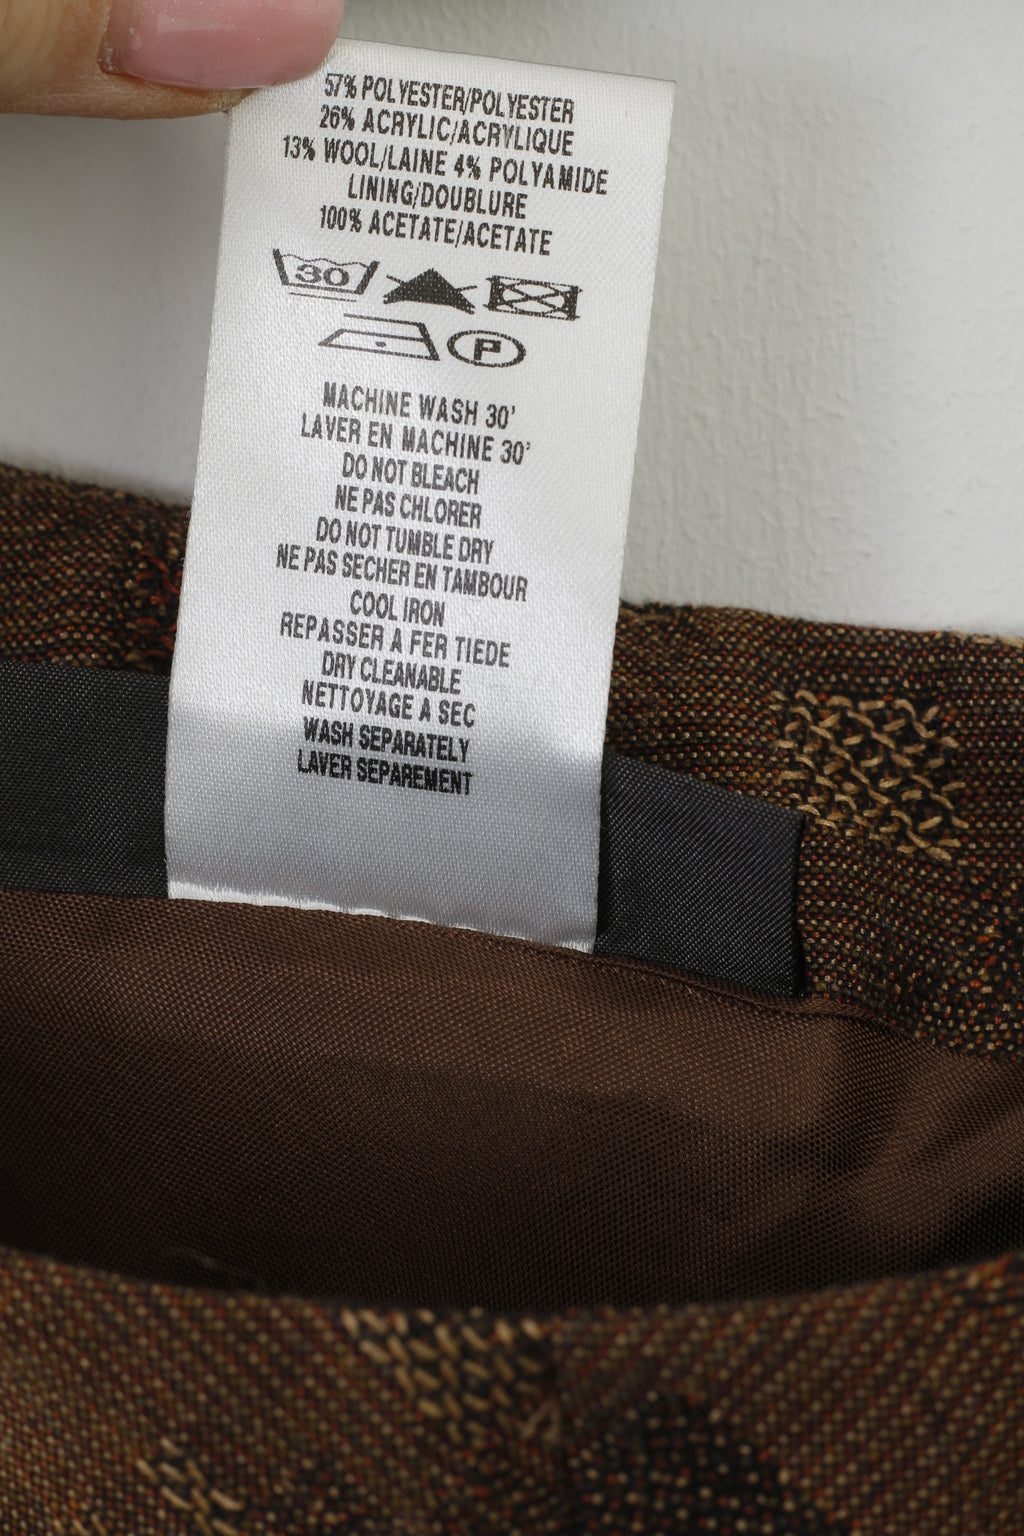 57% POLYESTER/POLYESTER
26% ACRYLIC/ACRYLIQUE
13% WOOL/LAINE 4% POLYAMIDE
LINING/DOUBLURE
100% ACETATE/ACETATE
30
P
MACHINE WASH 30'
LAVER EN MACHINE 30'
DO NOT BLEACH
NE PAS CHLORER
DO NOT TUMBLE DRY
NE PAS SECHER EN TAMBOUR
COOL IRON
REPASSER A FER TIEDE
DRY CLEANABLE
NETTOYAGE A SEC
WASH SEPARATELY
LAVER SEPAREMENT